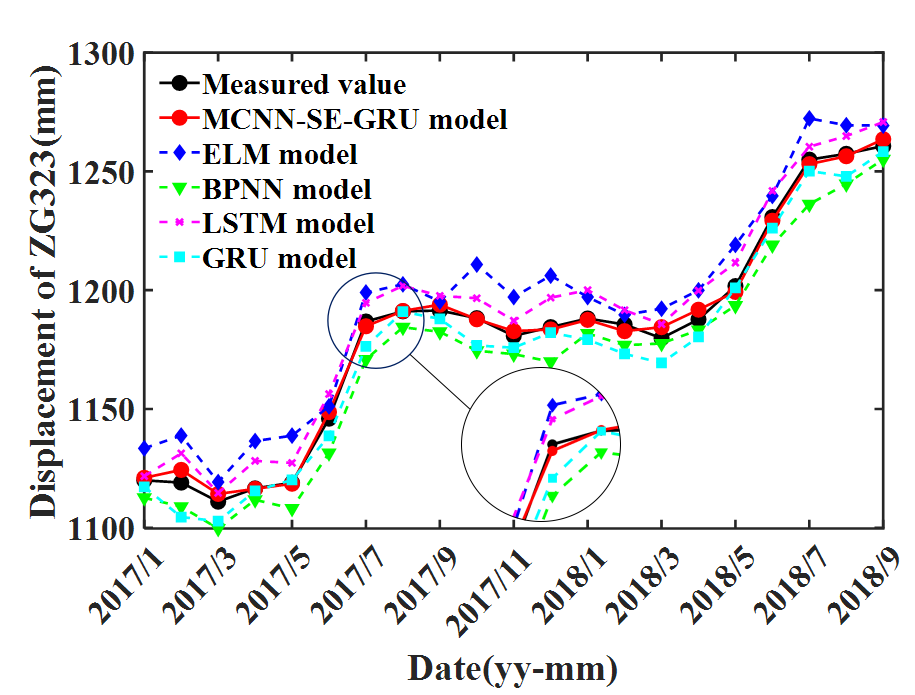 1300
1250
1200
1150
1100
Displacement of ZG323(mm)
Measured value
MCNN-SE-GRU model
ELM model
BPNN model
LSTM model
GRU model
2017/1
2017/3
2017/5
2017/7
2017/9
2017/11
2018/1
2018/3
2018/5
2018/7
2018/9
Date(yy-mm)